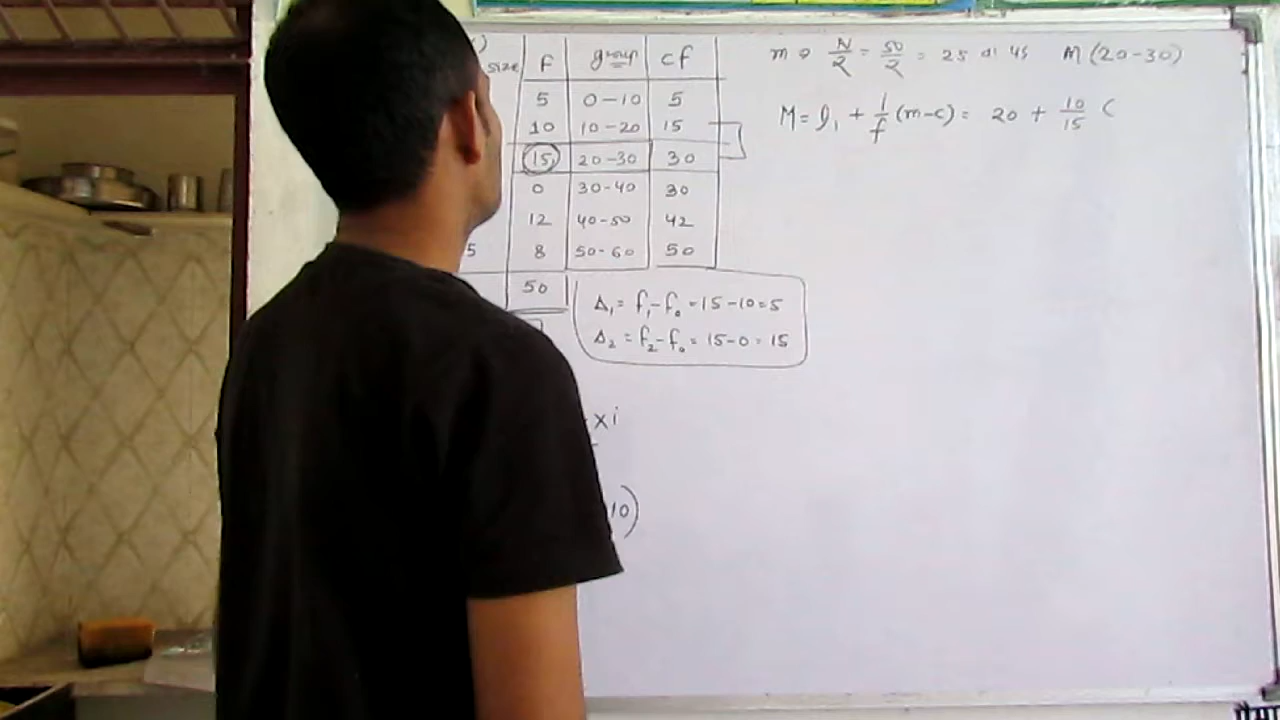 size f group cf
5 0-10 5
10 10-20 15
15 20-30 30
0 30-40 30
12 40-50 42
5 8 50-60 50
50
Δ₁ = f₁-f₀ = 15-10=5
Δ₂ = f₂-f₀ = 15-0 = 15
xi
10)
N/2 = 50/2 = 25 M (20-30)
M = l₁ + i/f (m-c) = 20 + 10/15 (